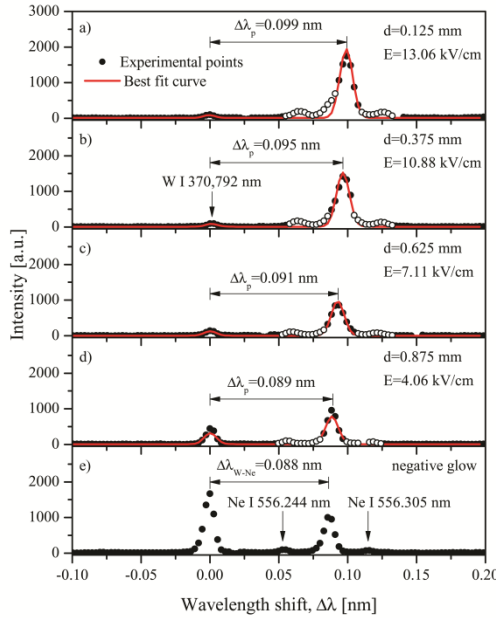 a)
Δλp=0.099 nm
d=0.125 mm
E=13.06 kV/cm
Experimental points
Best fit curve
3000
2000
1000
0
b)
Δλp=0.095 nm
d=0.375 mm
E=10.88 kV/cm
W I 370,792 nm
2000
1000
0
c)
Δλp=0.091 nm
d=0.625 mm
E=7.11 kV/cm
2000
1000
0
d)
Δλp=0.089 nm
d=0.875 mm
E=4.06 kV/cm
2000
1000
0
e)
ΔλW-Ne=0.088 nm
negative glow
Ne I 556.244 nm
Ne I 556.305 nm
2000
1000
0
Intensity [a.u.]
-0.10 -0.05 0.00 0.05 0.10 0.15 0.20
Wavelength shift, Δλ [nm]